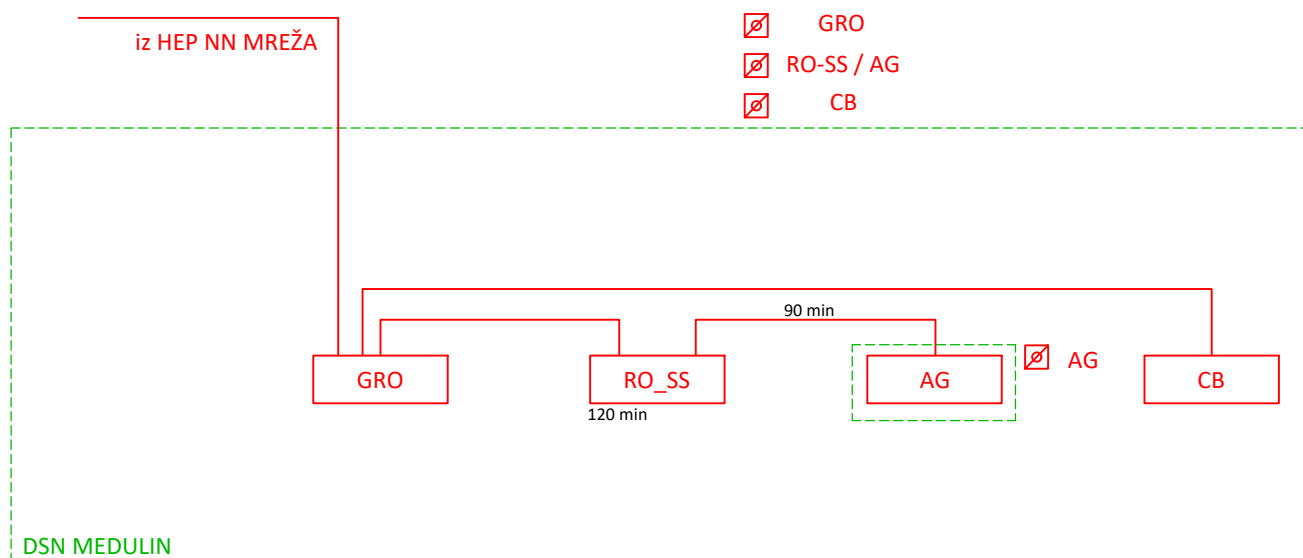 iz HEP NN MREŽA
GRO
RO-SS / AG
CB
90 min
GRO
RO_SS
AG
AG
CB
120 min
DSN MEDULIN